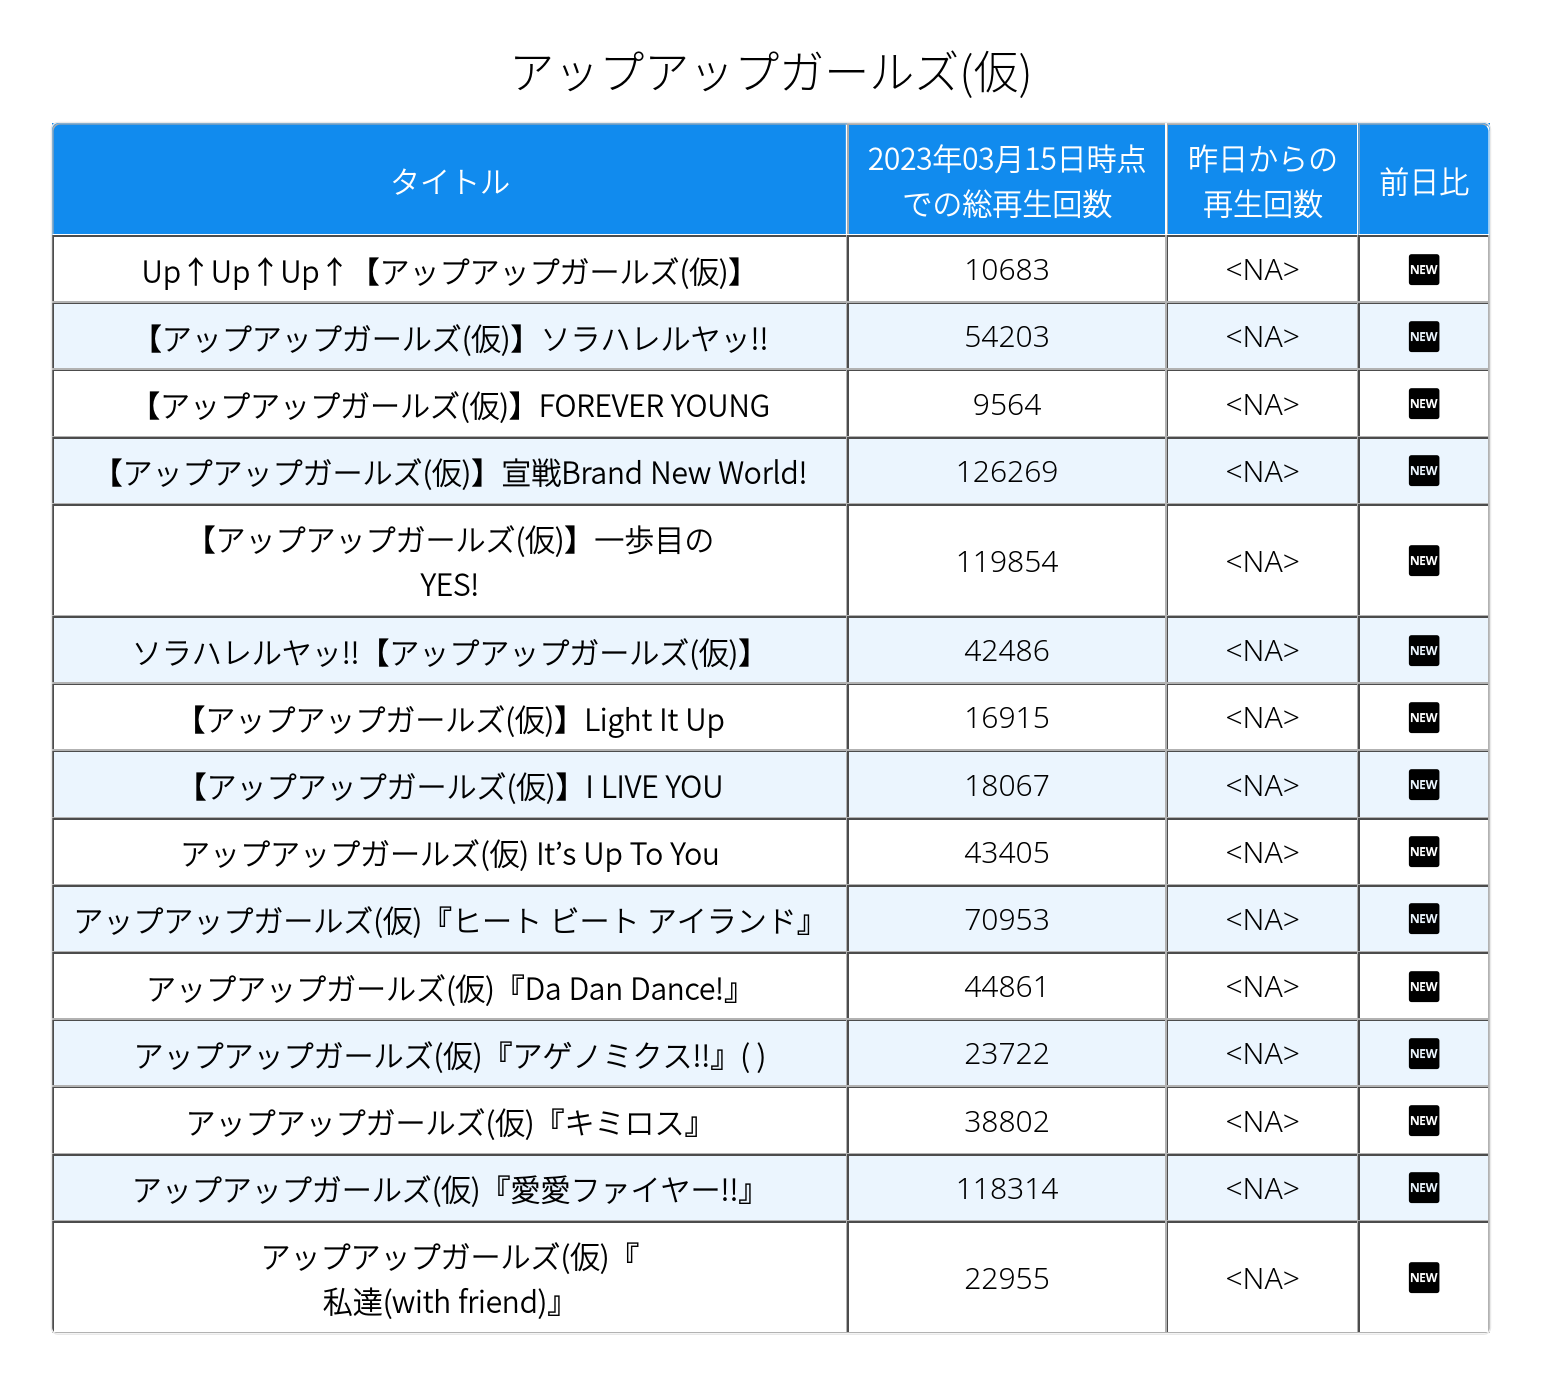 アップアップガールズ(仮)
タイトル
2023年03月15日時点
での総再生回数
昨日からの
再生回数
前日比
Up↑Up↑Up↑【アップアップガールズ(仮)】 10683 <NA> NEW
【アップアップガールズ(仮)】ソラハレルヤッ!! 54203 <NA> NEW
【アップアップガールズ(仮)】FOREVER YOUNG 9564 <NA> NEW
【アップアップガールズ(仮)】宣戦Brand New World! 126269 <NA> NEW
【アップアップガールズ(仮)】一歩目の
YES! 119854 <NA> NEW
ソラハレルヤッ!!【アップアップガールズ(仮)】 42486 <NA> NEW
【アップアップガールズ(仮)】Light It Up 16915 <NA> NEW
【アップアップガールズ(仮)】I LIVE YOU 18067 <NA> NEW
アップアップガールズ(仮) It’s Up To You 43405 <NA> NEW
アップアップガールズ(仮)『ヒート ビート アイランド』 70953 <NA> NEW
アップアップガールズ(仮)『Da Dan Dance!』 44861 <NA> NEW
アップアップガールズ(仮)『アゲノミクス!!』( ) 23722 <NA> NEW
アップアップガールズ(仮)『キミロス』 38802 <NA> NEW
アップアップガールズ(仮)『愛愛ファイヤー!!』 118314 <NA> NEW
アップアップガールズ(仮)『
私達(with friend)』 22955 <NA> NEW